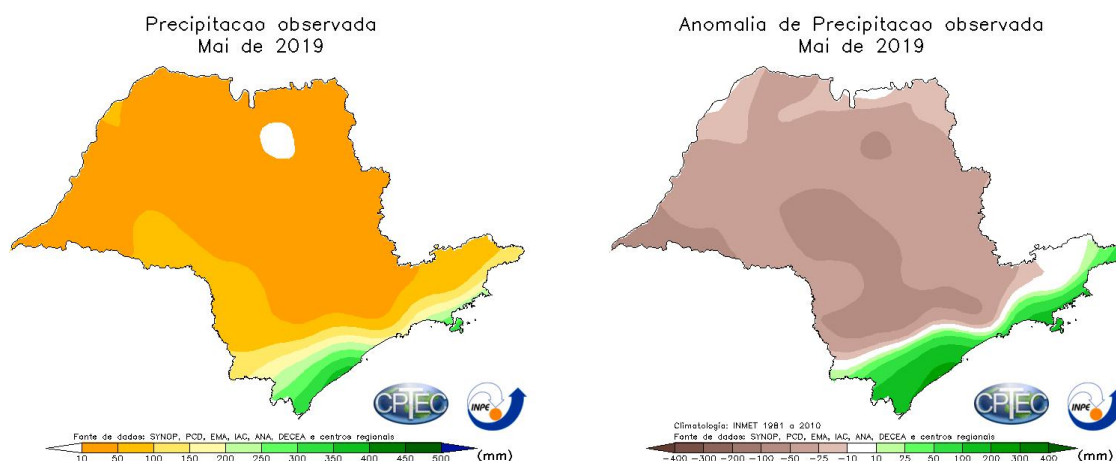 Precipitacao observada
Mai de 2019
CPTEC
INPE
Fonte de dados: SYNOP, PCD, EMA, IAC, ANA, DECEA e centros regionais
10 50 100 150 200 250 300 350 400 450 500 (mm)
Anomalia de Precipitacao observada
Mai de 2019
CPTEC
INPE
Climatologia: INMET 1981 a 2010
Fonte de dados: SYNOP, PCD, EMA, IAC, ANA, DECEA e centros regionais
-400 -300 -200 -100 -50 -25 -10 10 25 50 100 200 300 400 (mm)